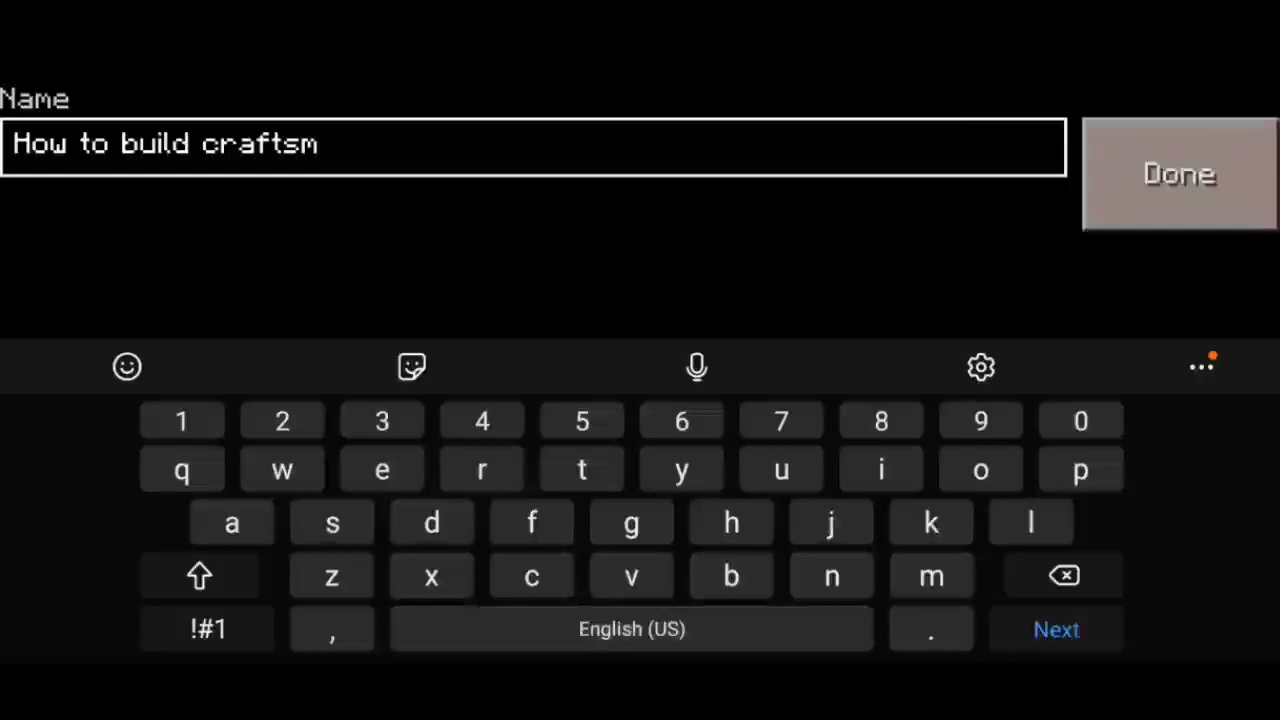 Name
How to build craftsm
Done
1 2 3 4 5 6 7 8 9 0
q w e r t y u i o p
a s d f g h j k l
z x c v b n m
!#1 , English (US) . Next